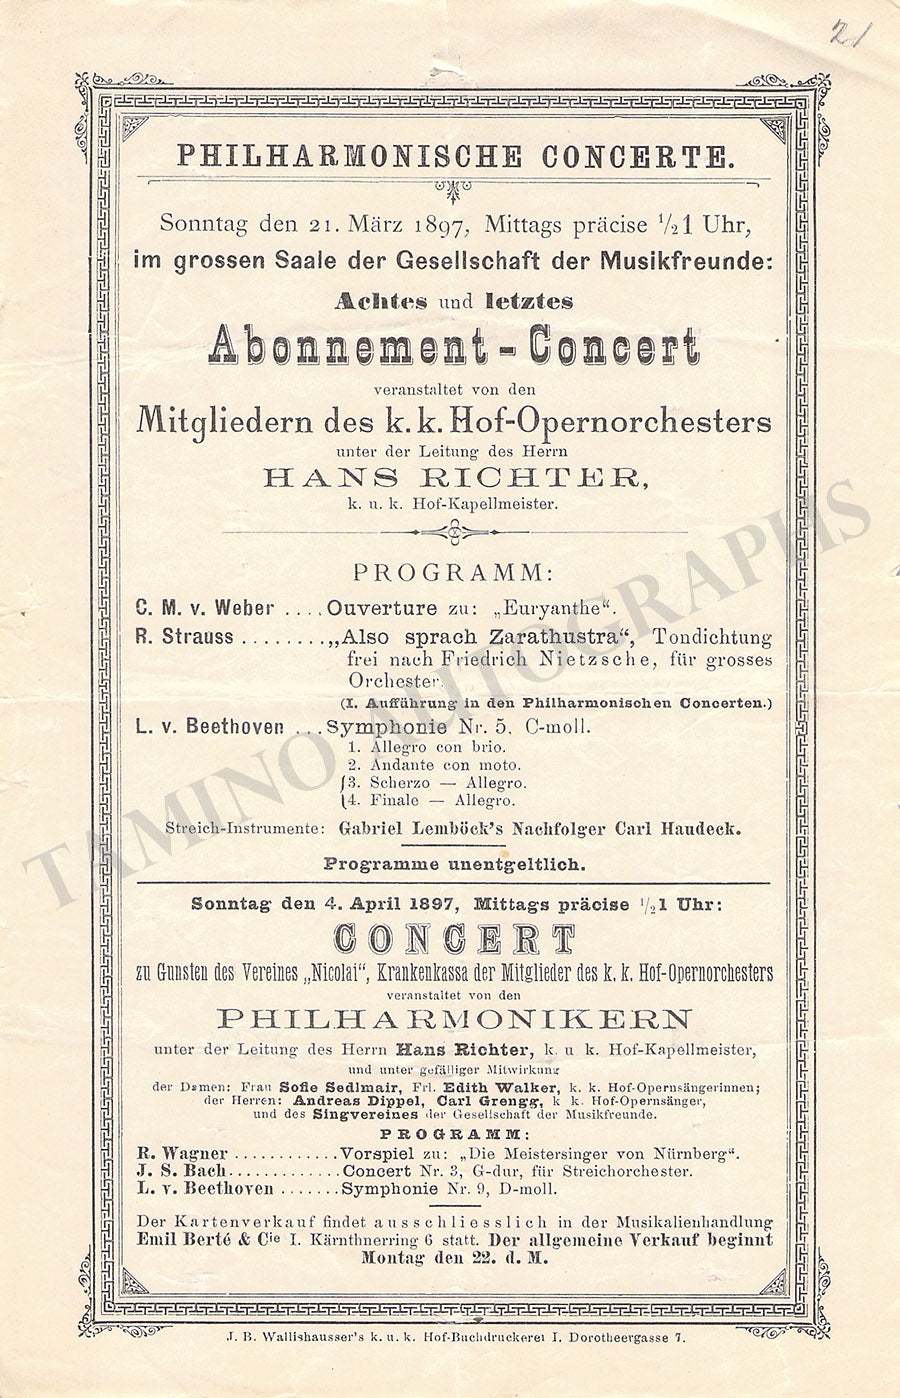 21
PHILHARMONISCHE CONCERTE.
Sonntag den 21. März 1897, Mittags präcise 1/2 1 Uhr,
im grossen Saale der Gesellschaft der Musikfreunde:
Achtes und letztes
Abonnement-Concert
veranstaltet von den
Mitgliedern des k. k. Hof-Opernorchesters
unter der Leitung des Herrn
HANS RICHTER,
k. u. k. Hof-Kapellmeister.
PROGRAMM:
C. M. v. Weber .... Ouverture zu: „Euryanthe“.
R. Strauss ........ „Also sprach Zarathustra“, Tondichtung
frei nach Friedrich Nietzsche, für grosses
Orchester.
(I. Aufführung in den Philharmonischen Concerten.)
L. v. Beethoven ... Symphonie Nr. 5, C-moll.
1. Allegro con brio.
2. Andante con moto.
3. Scherzo — Allegro.
4. Finale — Allegro.
Streich-Instrumente: Gabriel Lemböck's Nachfolger Carl Haudeck.
Programme unentgeltlich.
Sonntag den 4. April 1897, Mittags präcise 1/2 1 Uhr:
CONCERT
zu Gunsten des Vereines „Nicolai“, Krankenkassa der Mitglieder des k. k. Hof-Opernorchesters
veranstaltet von den
PHILHARMONIKERN
unter der Leitung des Herrn Hans Richter, k. u k. Hof-Kapellmeister,
und unter gefälliger Mitwirkung
der Damen: Frau Sofie Sedlmair, Frl. Edith Walker, k. k. Hof-Opernsängerinnen;
der Herren: Andreas Dippel, Carl Grengg, k k. Hof-Opernsänger,
und des Singvereines der Gesellschaft der Musikfreunde.
PROGRAMM:
R. Wagner ............ Vorspiel zu: „Die Meistersinger von Nürnberg“.
J. S. Bach ............. Concert Nr. 3, G-dur, für Streichorchester.
L. v. Beethoven ....... Symphonie Nr. 9, D-moll.
Der Kartenverkauf findet ausschliesslich in der Musikalienhandlung
Emil Berté & Cie I. Kärnthnerring 6 statt. Der allgemeine Verkauf beginnt
Montag den 22. d. M.
J. B. Wallishausser's k. u. k. Hof-Buchdruckerei I. Dorotheergasse 7.
TAMINO AUTOGRAPHS